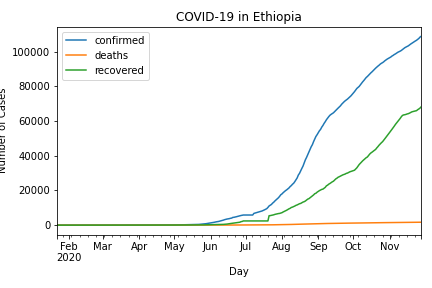 COVID-19 in Ethiopia
confirmed
deaths
recovered
100000
80000
60000
40000
20000
0
Number of Cases
Feb Mar Apr May Jun Jul Aug Sep Oct Nov
2020
Day